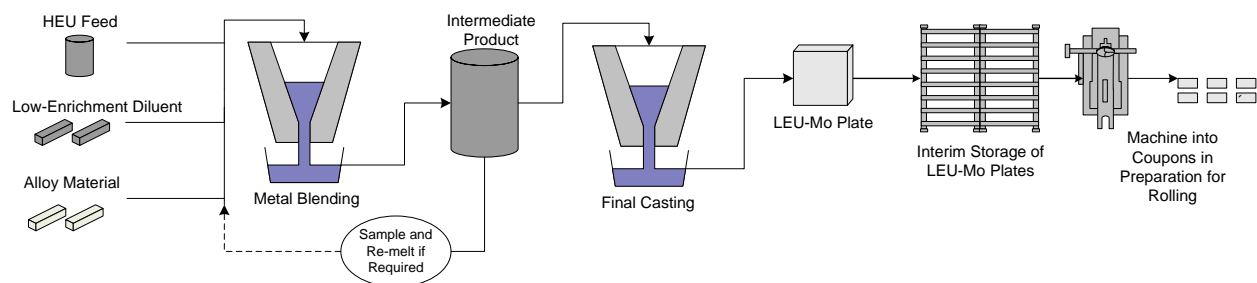 HEU Feed
Low-Enrichment Diluent
Alloy Material
Metal Blending
Intermediate
Product
Sample and
Re-melt if
Required
Final Casting
LEU-Mo Plate
Interim Storage of
LEU-Mo Plates
Machine into
Coupons in
Preparation for
Rolling